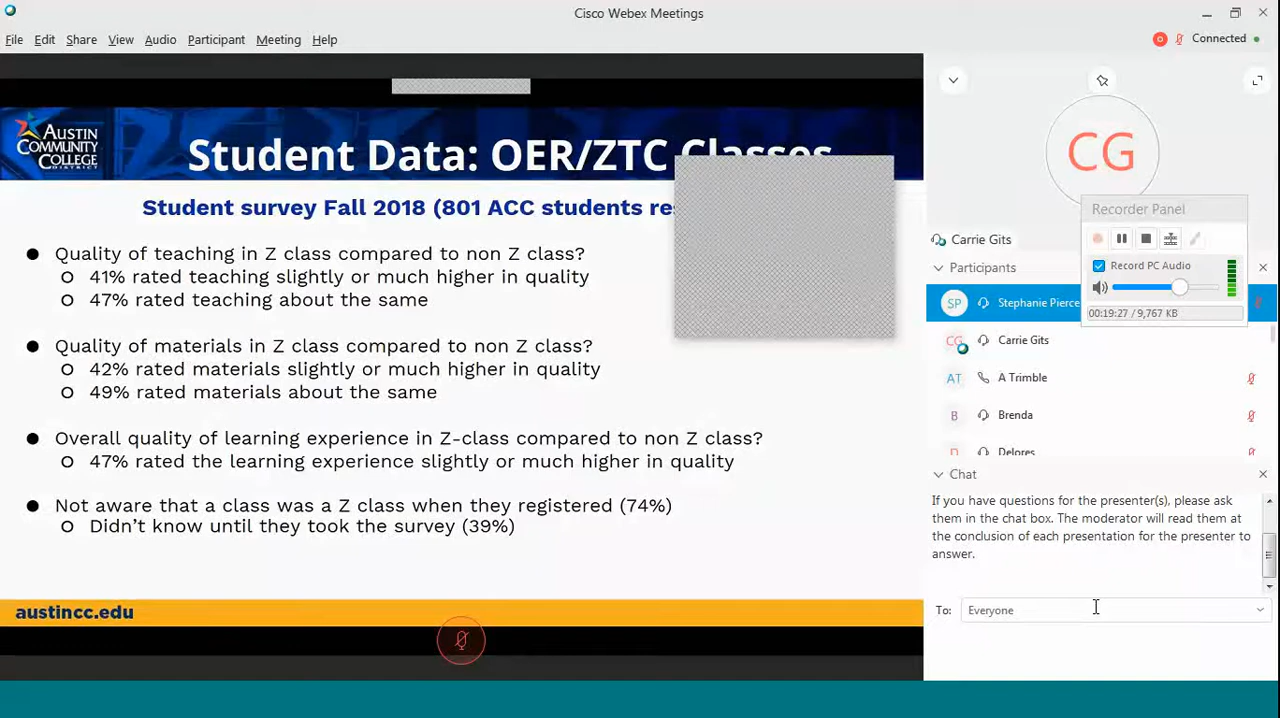 Cisco Webex Meetings
File Edit Share View Audio Participant Meeting Help
Connected
AUSTIN
COMMUNITY
COLLEGE
DISTRICT
Student Data: OER/ZTC Classes
Student survey Fall 2018 (801 ACC students
● Quality of teaching in Z class compared to non Z class?
○ 41% rated teaching slightly or much higher in quality
○ 47% rated teaching about the same
● Quality of materials in Z class compared to non Z class?
○ 42% rated materials slightly or much higher in quality
○ 49% rated materials about the same
● Overall quality of learning experience in Z-class compared to non Z class?
○ 47% rated the learning experience slightly or much higher in quality
● Not aware that a class was a Z class when they registered (74%)
○ Didn't know until they took the survey (39%)
austincc.edu
CG
Carrie Gits
Recorder Panel
Record PC Audio
00:19:27 / 9,767 KB
Participants
SP Stephanie Pierce
CG Carrie Gits
AT A Trimble
B Brenda
D Delores
Chat
If you have questions for the presenter(s), please ask
them in the chat box. The moderator will read them at
the conclusion of each presentation for the presenter to
answer.
To: Everyone